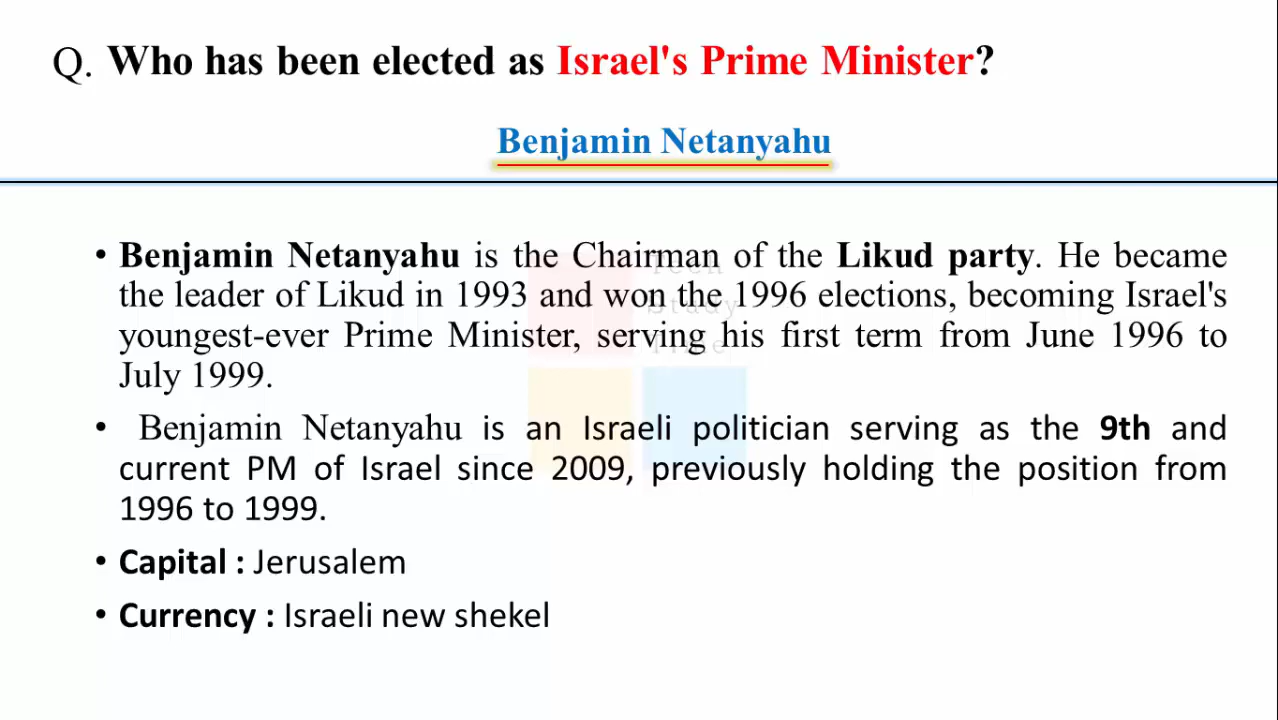 Q. Who has been elected as Israel's Prime Minister?
Benjamin Netanyahu
• Benjamin Netanyahu is the Chairman of the Likud party. He became
the leader of Likud in 1993 and won the 1996 elections, becoming Israel's
youngest-ever Prime Minister, serving his first term from June 1996 to
July 1999.
• Benjamin Netanyahu is an Israeli politician serving as the 9th and
current PM of Israel since 2009, previously holding the position from
1996 to 1999.
• Capital : Jerusalem
• Currency : Israeli new shekel
Tech
Study
Time